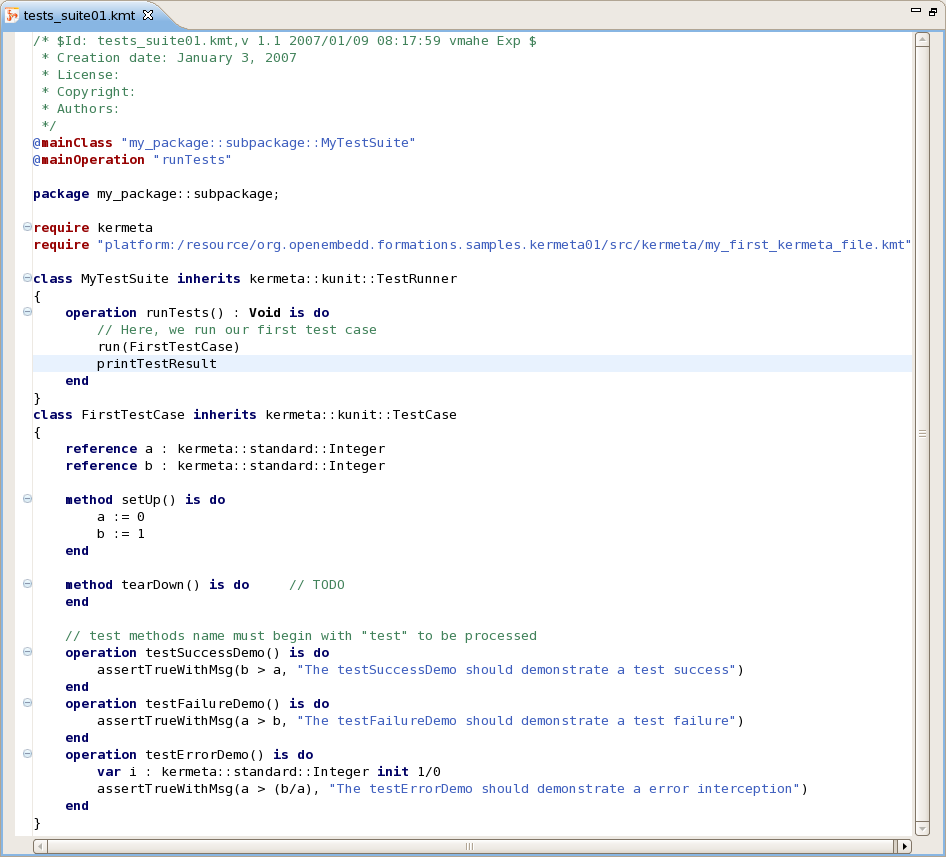 tests_suite01.kmt
/* $Id: tests_suite01.kmt,v 1.1 2007/01/09 08:17:59 vmahe Exp $
 * Creation date: January 3, 2007
 * License:
 * Copyright:
 * Authors:
 */
@mainClass "my_package::subpackage::MyTestSuite"
@mainOperation "runTests"

package my_package::subpackage;

require kermeta
require "platform:/resource/org.openembedd.formations.samples.kermeta01/src/kermeta/my_first_kermeta_file.kmt"

class MyTestSuite inherits kermeta::kunit::TestRunner
{
    operation runTests() : Void is do
        // Here, we run our first test case
        run(FirstTestCase)
        printTestResult
    end
}
class FirstTestCase inherits kermeta::kunit::TestCase
{
    reference a : kermeta::standard::Integer
    reference b : kermeta::standard::Integer

    method setUp() is do
        a := 0
        b := 1
    end

    method tearDown() is do     // TODO
    end

    // test methods name must begin with "test" to be processed
    operation testSuccessDemo() is do
        assertTrueWithMsg(b > a, "The testSuccessDemo should demonstrate a test success")
    end
    operation testFailureDemo() is do
        assertTrueWithMsg(a > b, "The testFailureDemo should demonstrate a test failure")
    end
    operation testErrorDemo() is do
        var i : kermeta::standard::Integer init 1/0
        assertTrueWithMsg(a > (b/a), "The testErrorDemo should demonstrate a error interception")
    end
}